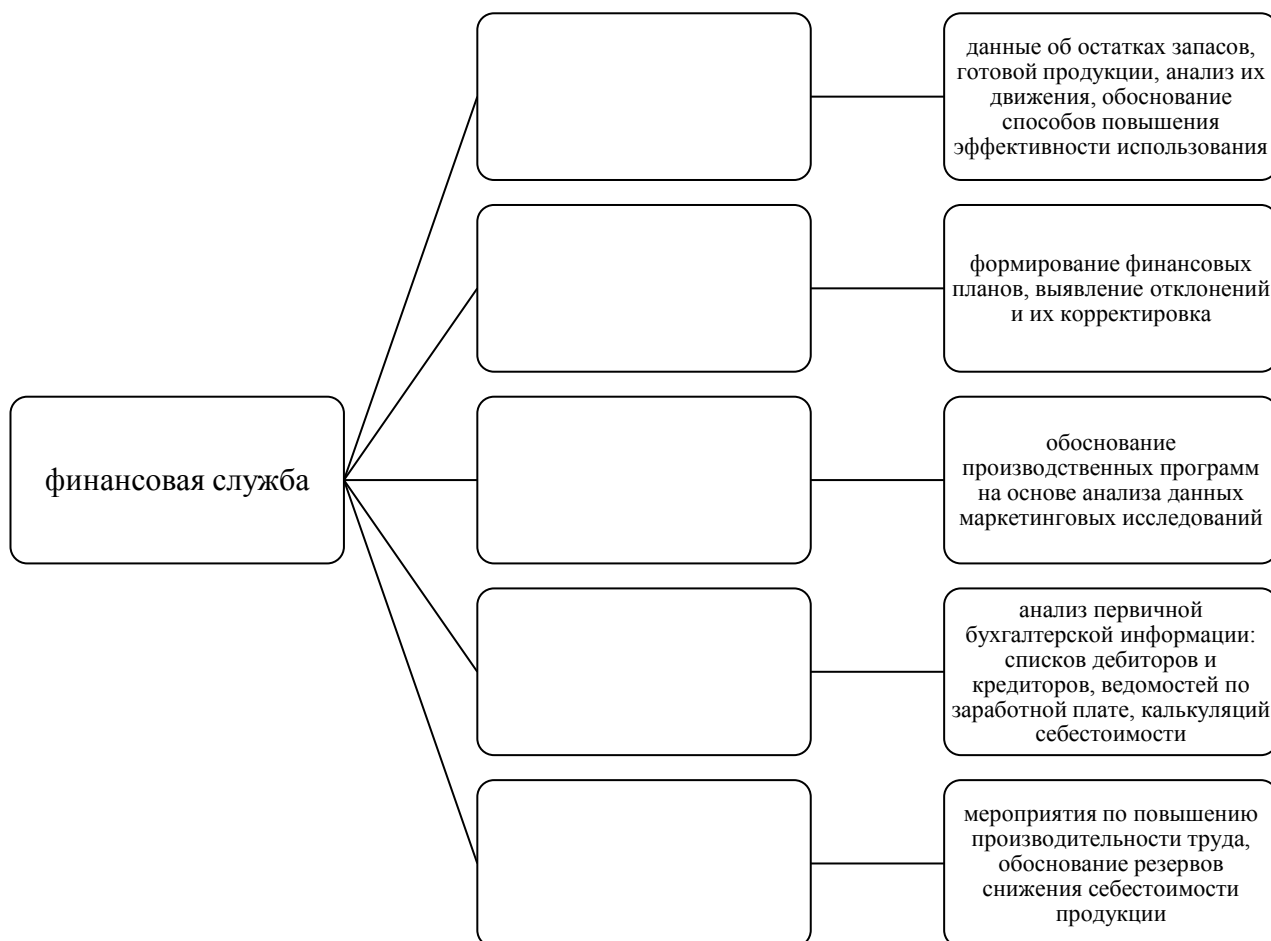 данные об остатках запасов,
готовой продукции, анализ их
движения, обоснование
способов повышения
эффективности использования
формирование финансовых
планов, выявление отклонений
и их корректировка
финансовая служба
обоснование
производственных программ
на основе анализа данных
маркетинговых исследований
анализ первичной
бухгалтерской информации:
списков дебиторов и
кредиторов, ведомостей по
заработной плате, калькуляций
себестоимости
мероприятия по повышению
производительности труда,
обоснование резервов
снижения себестоимости
продукции